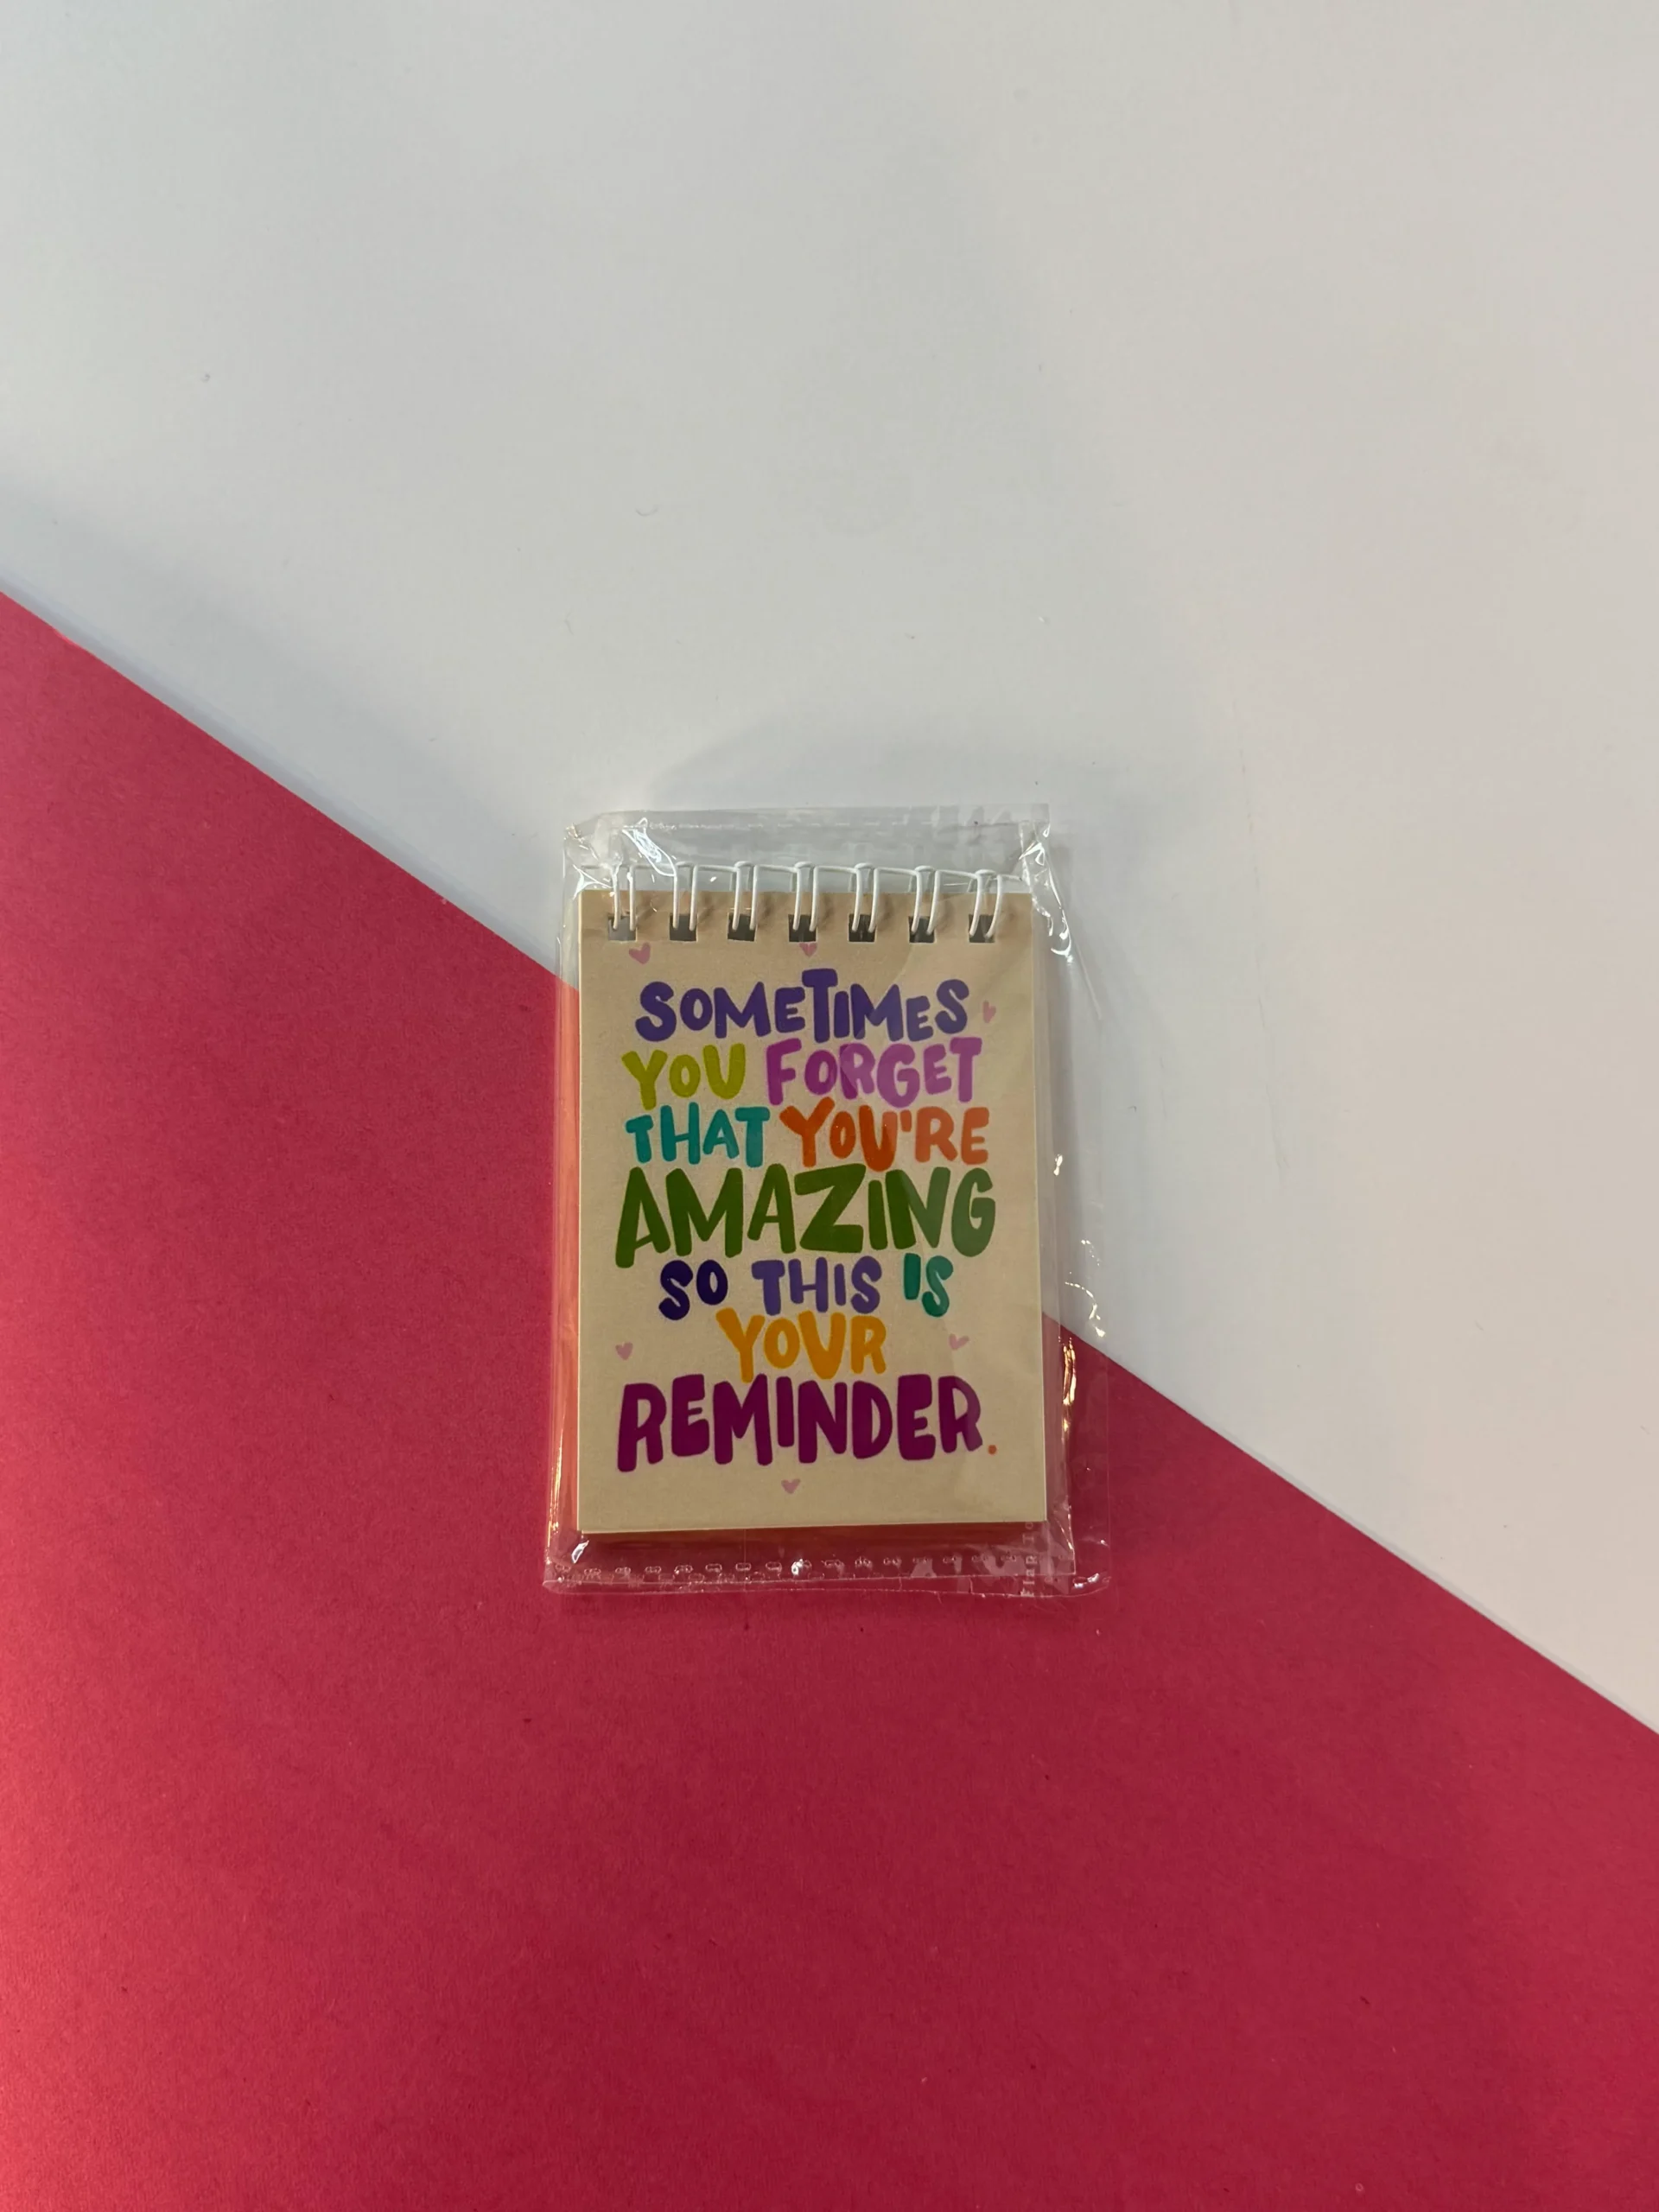 SOMETIMES
YOU FORGET
THAT YOU'RE
AMAZING
SO THIS IS
YOUR
REMINDER.